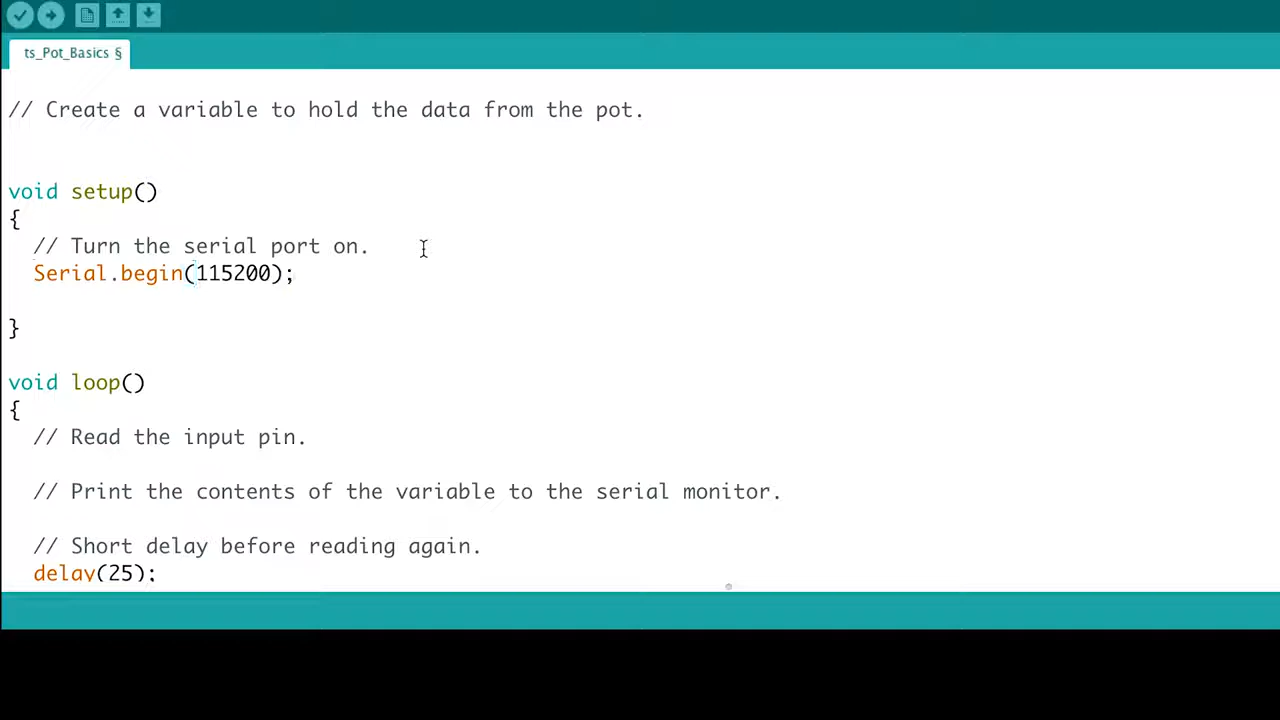 ts_Pot_Basics §
// Create a variable to hold the data from the pot.
void setup()
{
// Turn the serial port on.
Serial.begin(115200);
}
void loop()
{
// Read the input pin.
// Print the contents of the variable to the serial monitor.
// Short delay before reading again.
delay(25);